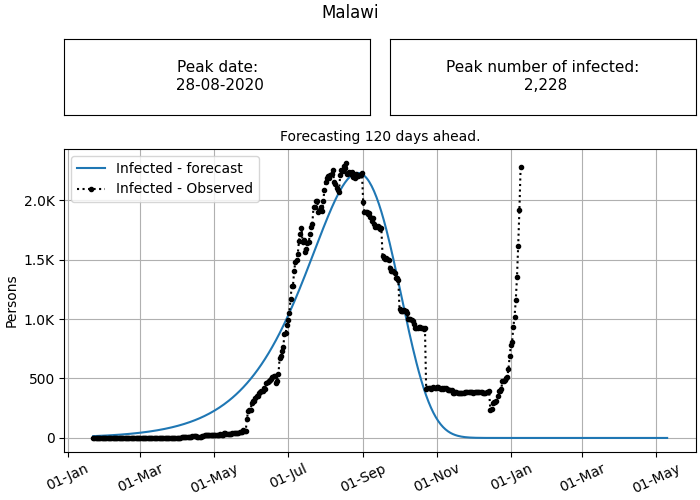 Malawi
Peak date:
28-08-2020
Peak number of infected:
2,228
Forecasting 120 days ahead.
Infected - forecast
Infected - Observed
Persons
2.0K
1.5K
1.0K
500
0
01-Jan
01-Mar
01-May
01-Jul
01-Sep
01-Nov
01-Jan
01-Mar
01-May